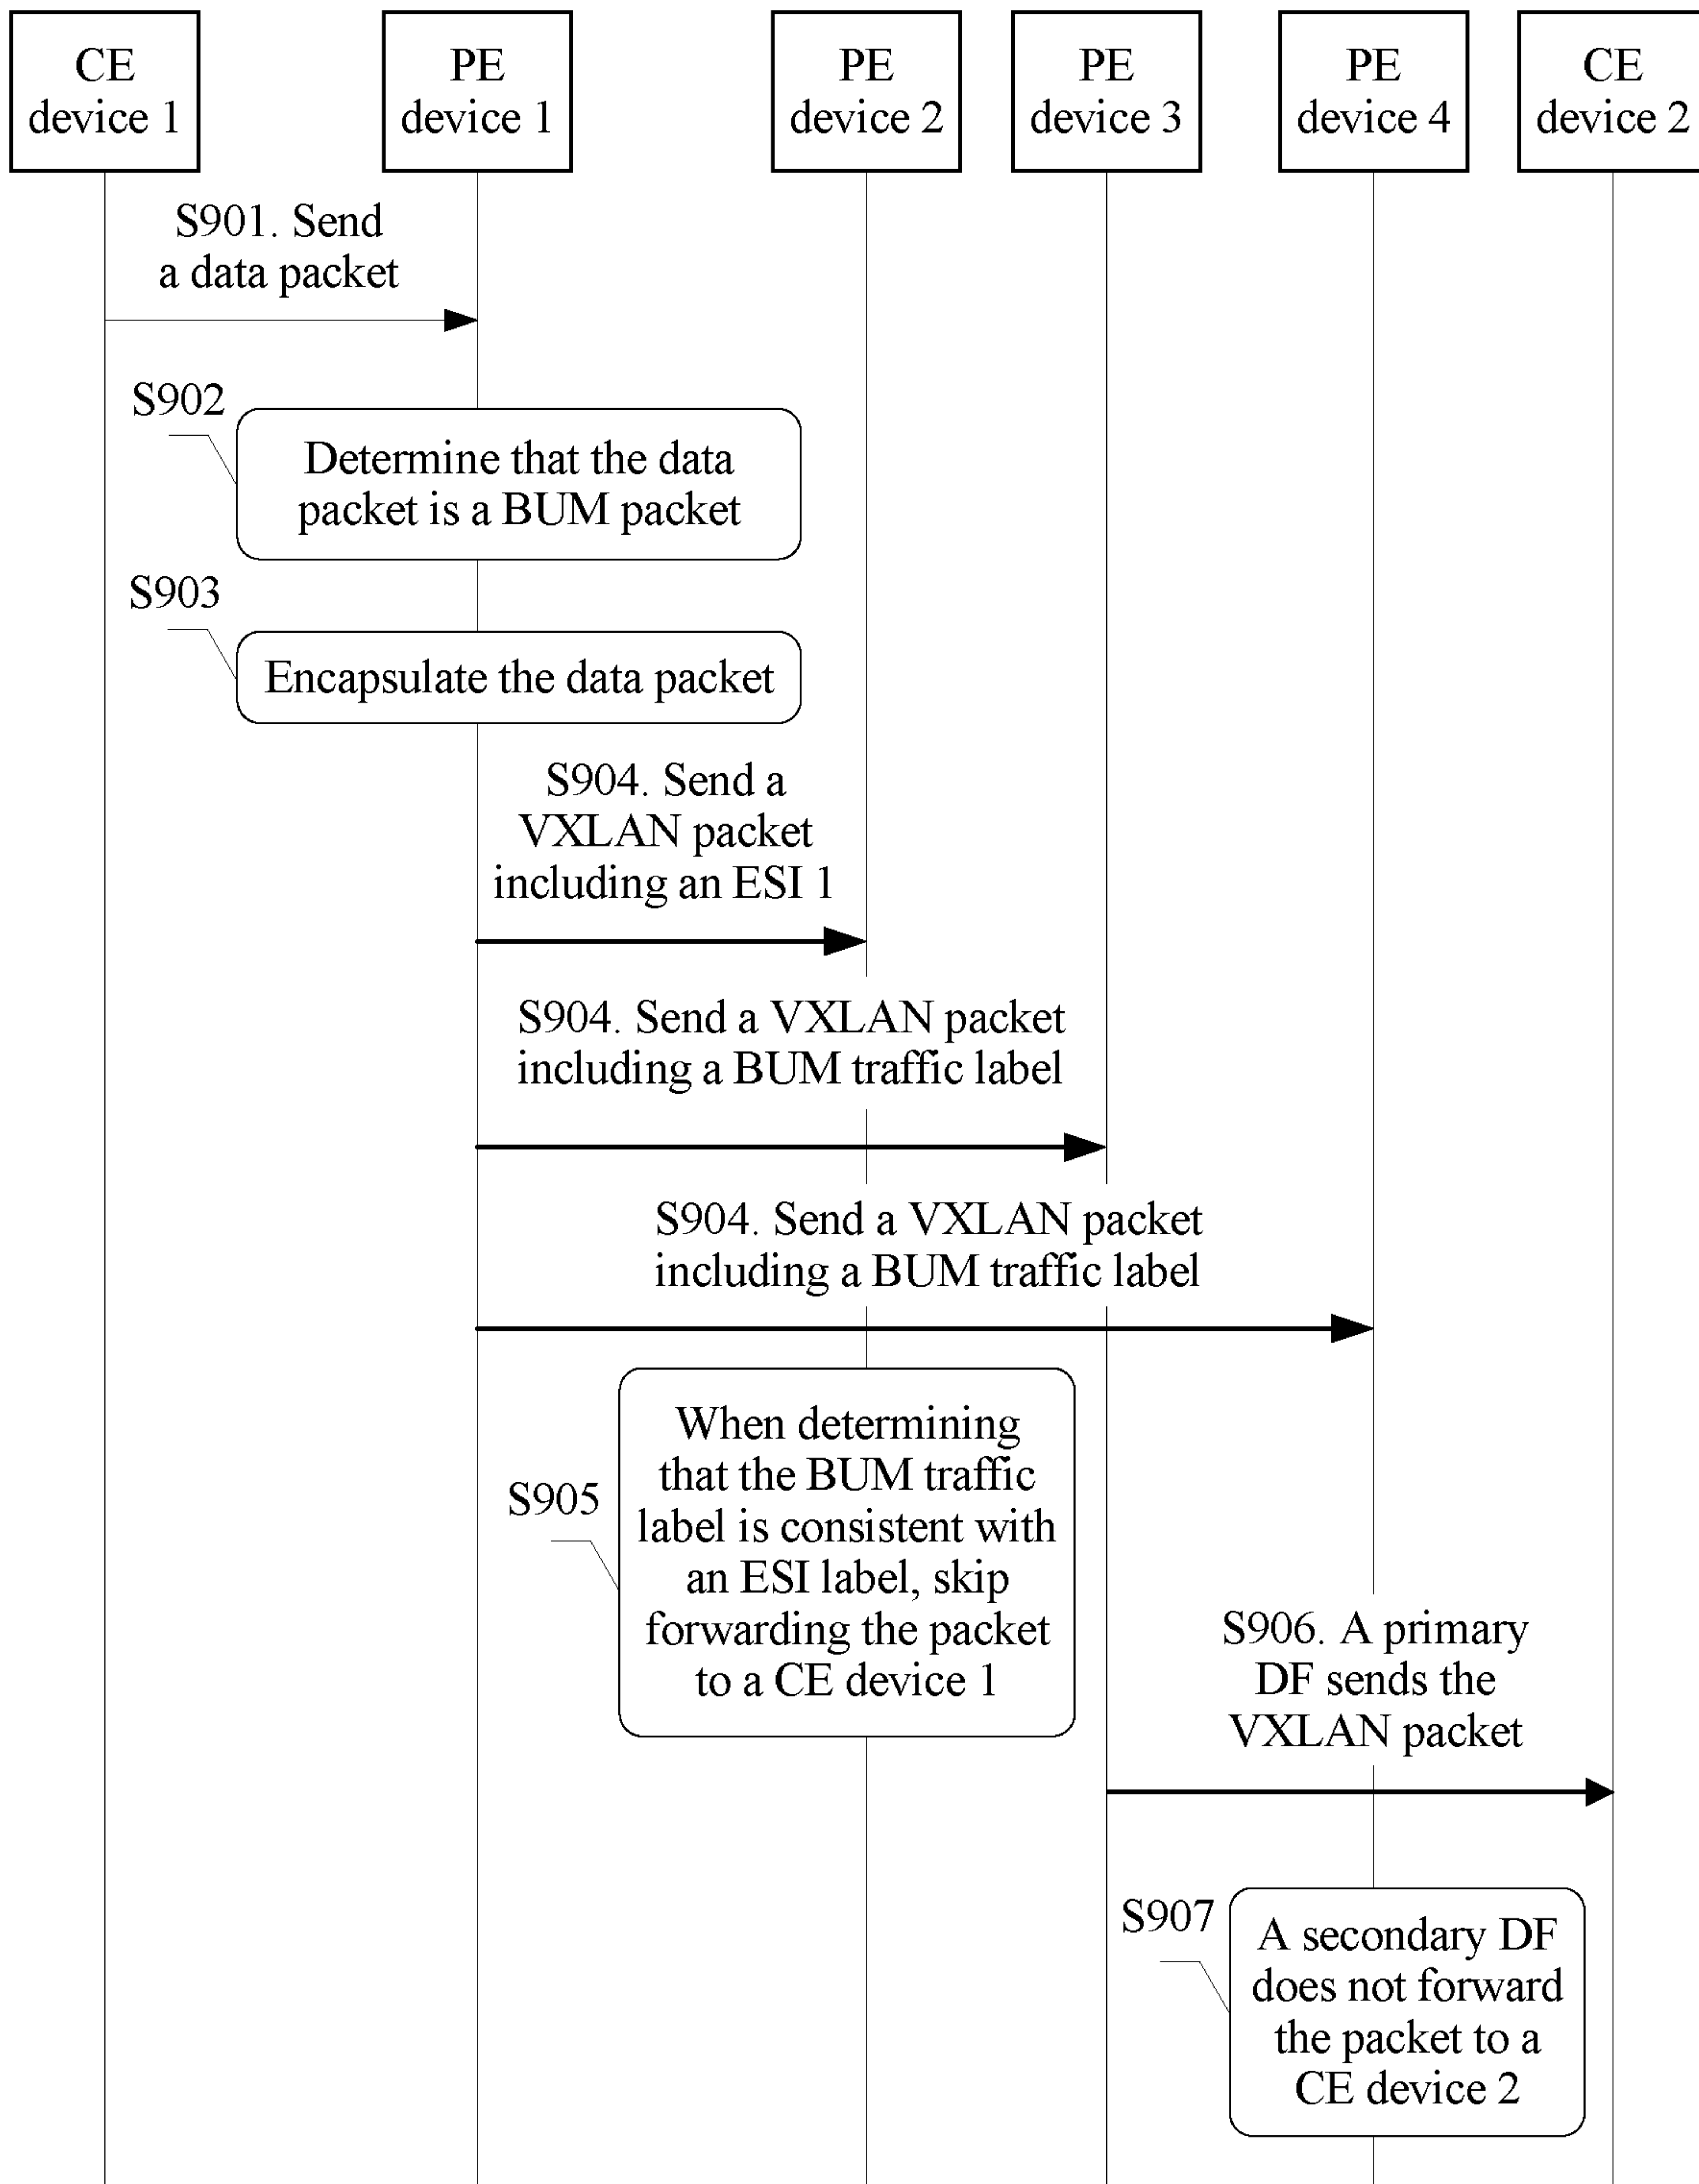 CE
device 1
PE
device 1
PE
device 2
PE
device 3
PE
device 4
CE
device 2
S901. Send
a data packet
S902
Determine that the data
packet is a BUM packet
S903
Encapsulate the data packet
S904. Send a
VXLAN packet
including an ESI 1
S904. Send a VXLAN packet
including a BUM traffic label
S904. Send a VXLAN packet
including a BUM traffic label
S905
When determining
that the BUM traffic
label is consistent with
an ESI label, skip
forwarding the packet
to a CE device 1
S906. A primary
DF sends the
VXLAN packet
S907
A secondary DF
does not forward
the packet to a
CE device 2